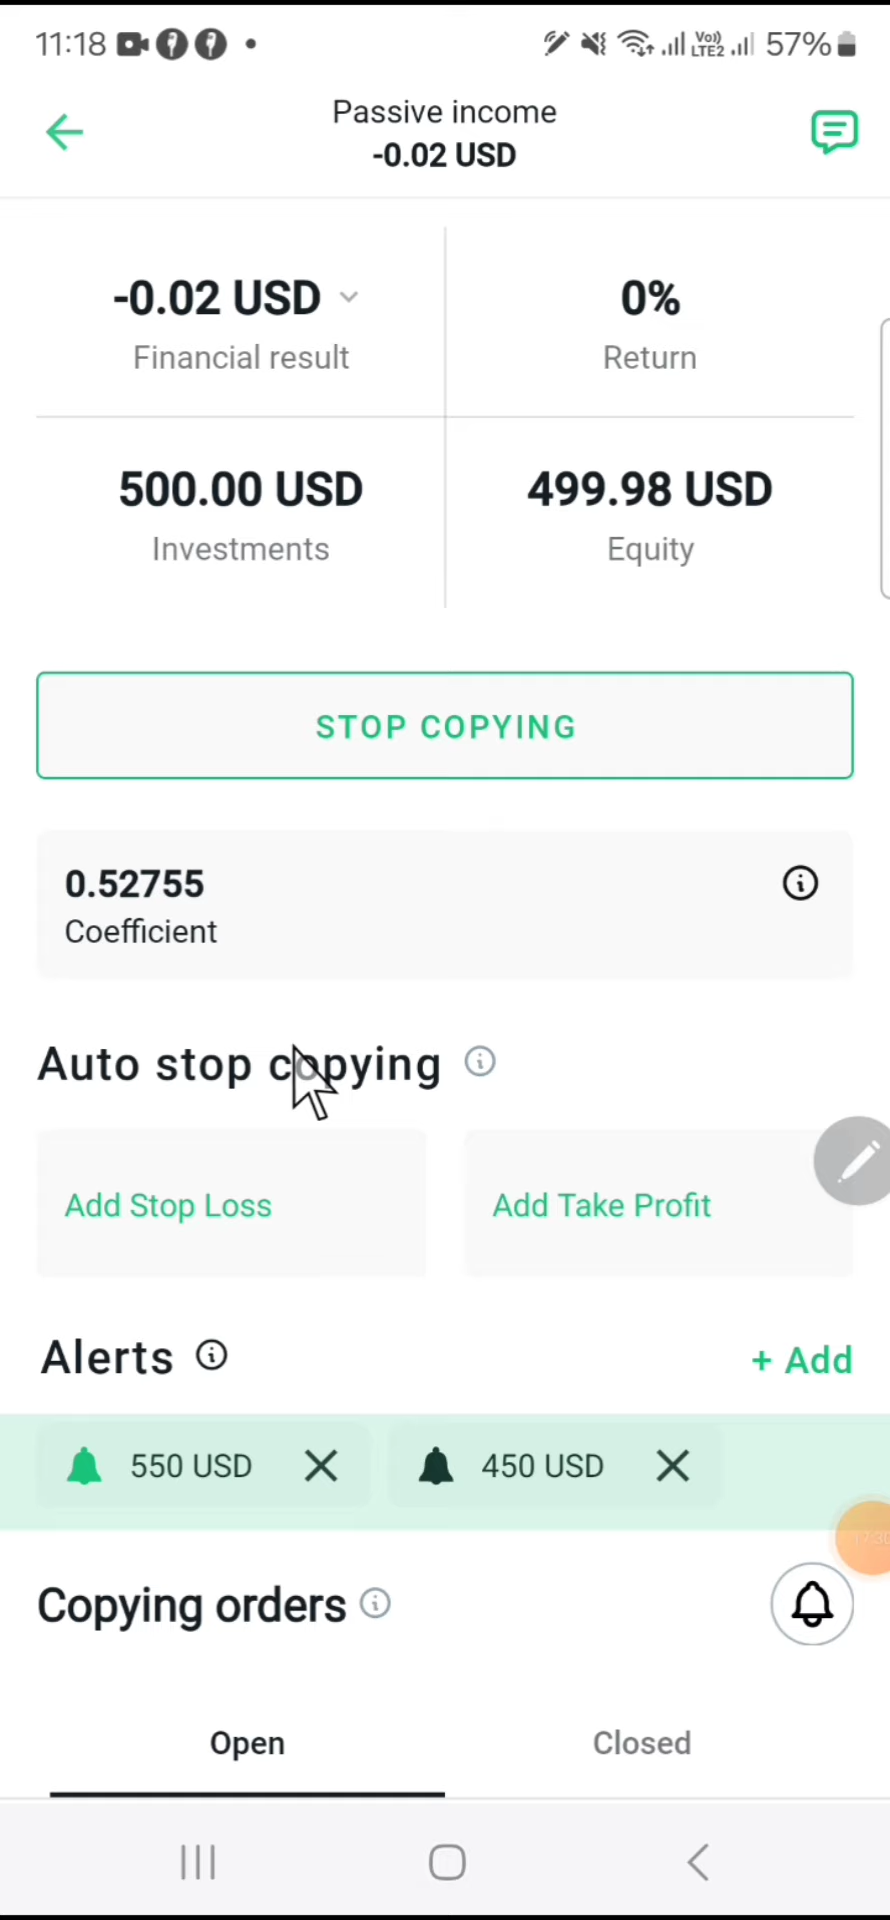 11:18 Vo)) LTE2 57%
Passive income
-0.02 USD
-0.02 USD 0%
Financial result Return
500.00 USD 499.98 USD
Investments Equity
STOP COPYING
0.52755
Coefficient
Auto stop copying
Add Stop Loss Add Take Profit
Alerts + Add
550 USD 450 USD
Copying orders
Open Closed